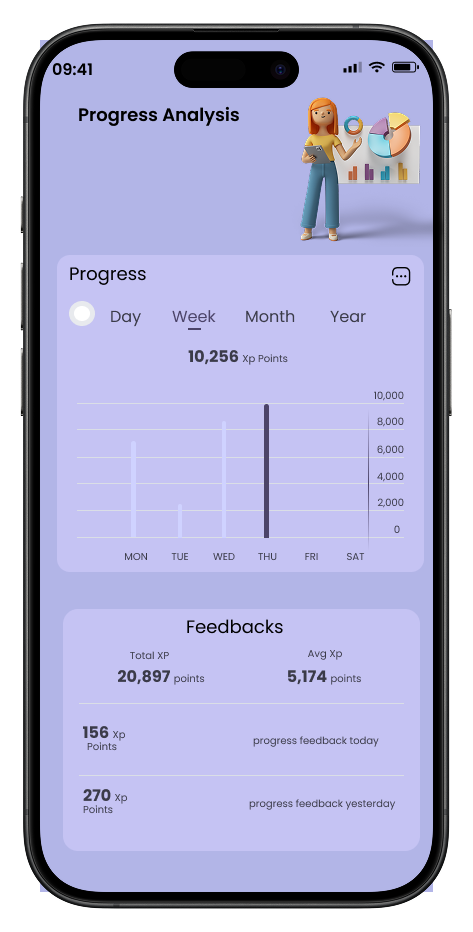 09:41
Progress Analysis
Progress
Day Week Month Year
10,256 Xp Points
10,000
8,000
6,000
4,000
2,000
0
MON TUE WED THU FRI SAT
Feedbacks
Total XP Avg Xp
20,897 points 5,174 points
156 Xp
Points
progress feedback today
270 Xp
Points
progress feedback yesterday